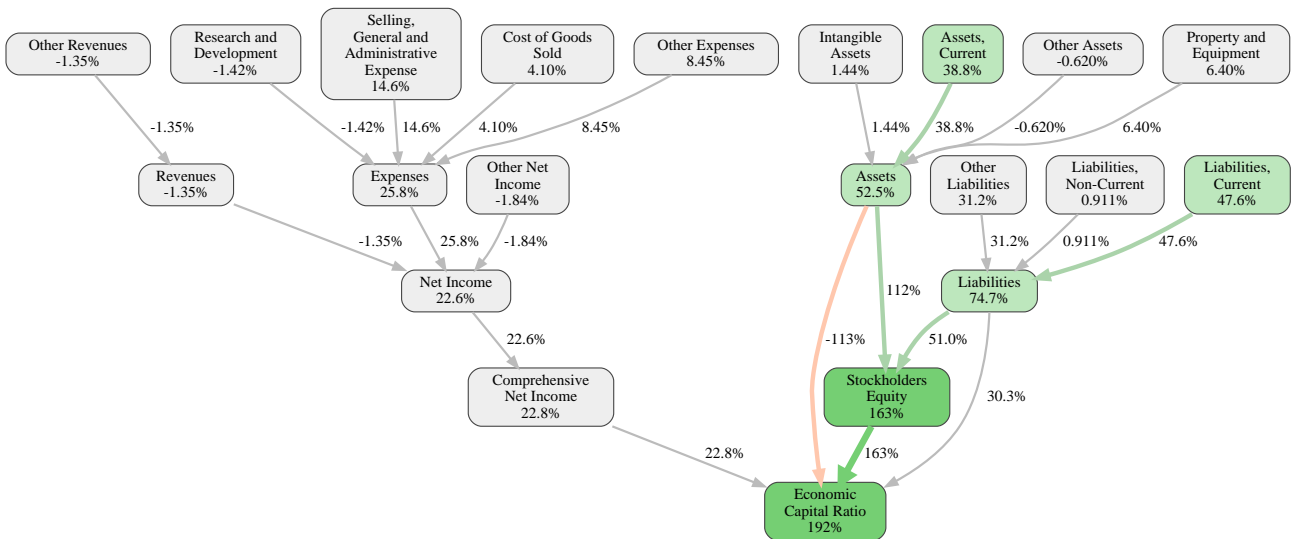 Other Revenues
-1.35%
Research and
Development
-1.42%
Selling,
General and
Administrative
Expense
14.6%
Cost of Goods
Sold
4.10%
Other Expenses
8.45%
Intangible
Assets
1.44%
Assets,
Current
38.8%
Other Assets
-0.620%
Property and
Equipment
6.40%
-1.35%
-1.42%
14.6%
4.10%
8.45%
1.44%
38.8%
-0.620%
6.40%
Revenues
-1.35%
Expenses
25.8%
Other Net
Income
-1.84%
Assets
52.5%
Other
Liabilities
31.2%
Liabilities,
Non-Current
0.911%
Liabilities,
Current
47.6%
-1.35%
25.8%
-1.84%
31.2%
0.911%
47.6%
Net Income
22.6%
112%
Liabilities
74.7%
22.6%
-113%
51.0%
Comprehensive
Net Income
22.8%
Stockholders
Equity
163%
30.3%
22.8%
163%
Economic
Capital Ratio
192%